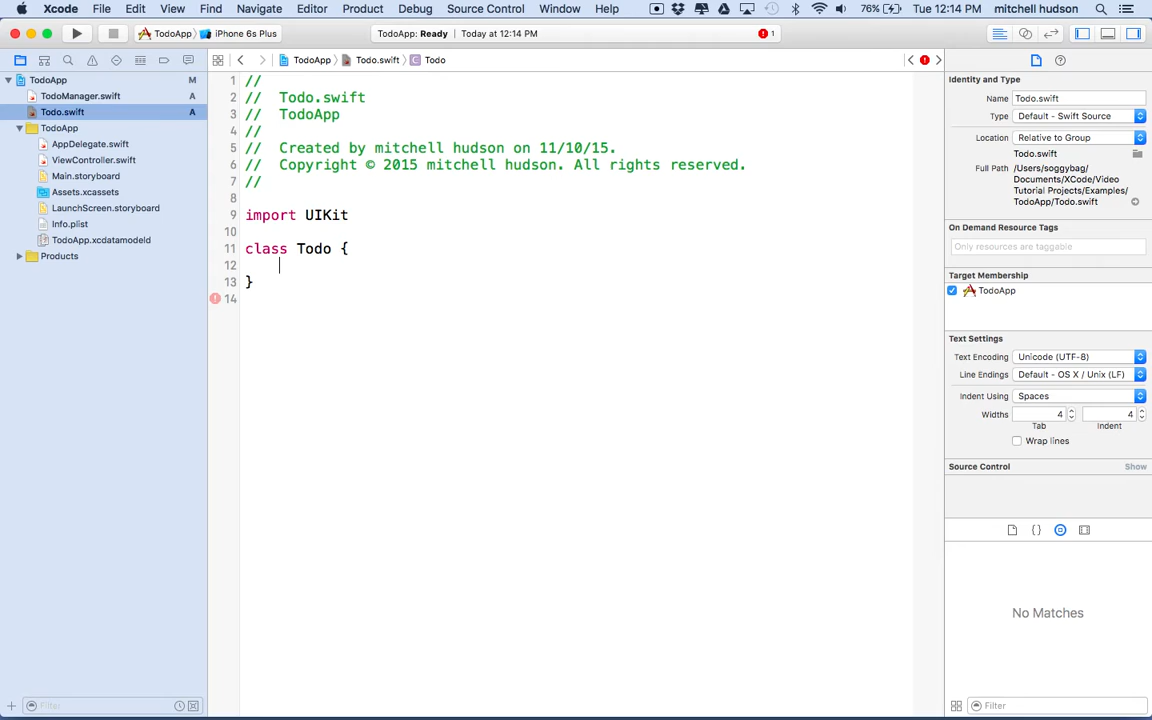 Xcode File Edit View Find Navigate Editor Product Debug Source Control Window Help 76% Tue 12:14 PM mitchell hudson
TodoApp iPhone 6s Plus TodoApp: Ready Today at 12:14 PM 1
TodoApp Todo.swift C Todo
TodoApp M
TodoManager.swift A
Todo.swift A
TodoApp
AppDelegate.swift
ViewController.swift
Main.storyboard
Assets.xcassets
LaunchScreen.storyboard
Info.plist
TodoApp.xcdatamodeld
Products
Filter
1 //
2 // Todo.swift
3 // TodoApp
4 //
5 // Created by mitchell hudson on 11/10/15.
6 // Copyright © 2015 mitchell hudson. All rights reserved.
7 //
8
9 import UIKit
10
11 class Todo {
12
13 }
14
Identity and Type
Name Todo.swift
Type Default - Swift Source
Location Relative to Group
Todo.swift
Full Path /Users/soggybag/
Documents/XCode/Video
Tutorial Projects/Examples/
TodoApp/Todo.swift
On Demand Resource Tags
Only resources are taggable
Target Membership
TodoApp
Text Settings
Text Encoding Unicode (UTF-8)
Line Endings Default - OS X / Unix (LF)
Indent Using Spaces
Widths 4 4
Tab Indent
Wrap lines
Source Control Show
{ }
No Matches
Filter